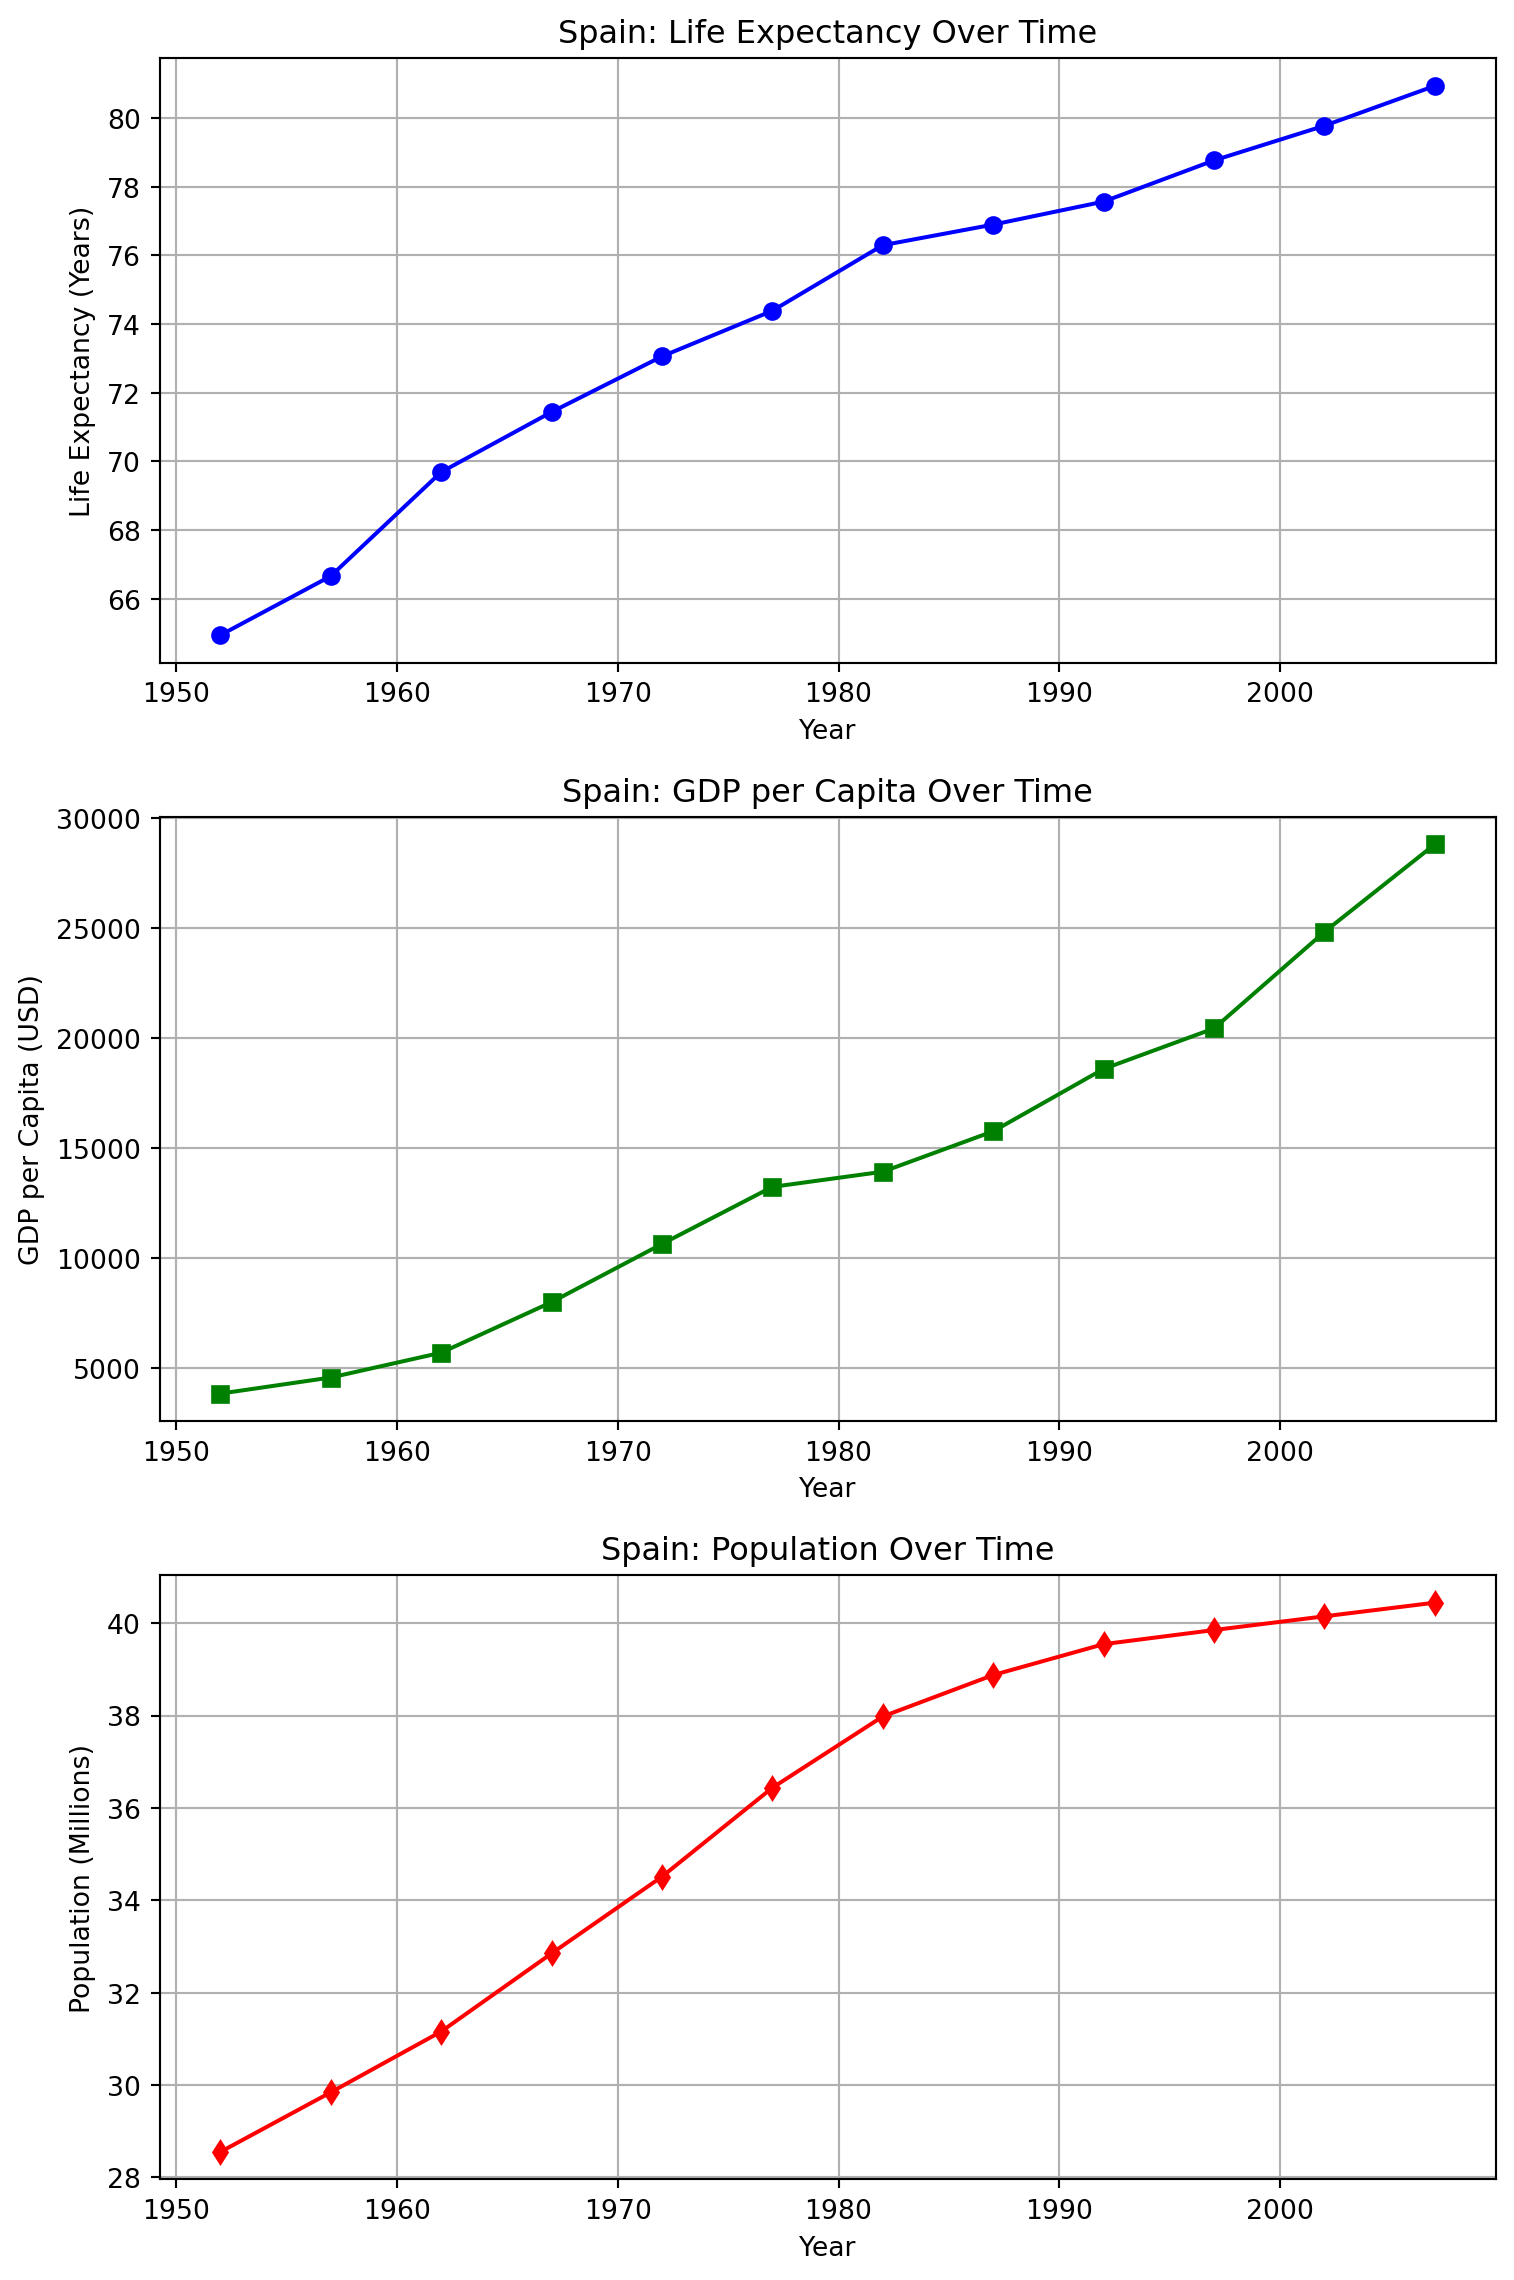 Spain: Life Expectancy Over Time
Life Expectancy (Years)
80
78
76
74
72
70
68
66
1950 1960 1970 1980 1990 2000
Year
Spain: GDP per Capita Over Time
GDP per Capita (USD)
30000
25000
20000
15000
10000
5000
1950 1960 1970 1980 1990 2000
Year
Spain: Population Over Time
Population (Millions)
40
38
36
34
32
30
28
1950 1960 1970 1980 1990 2000
Year